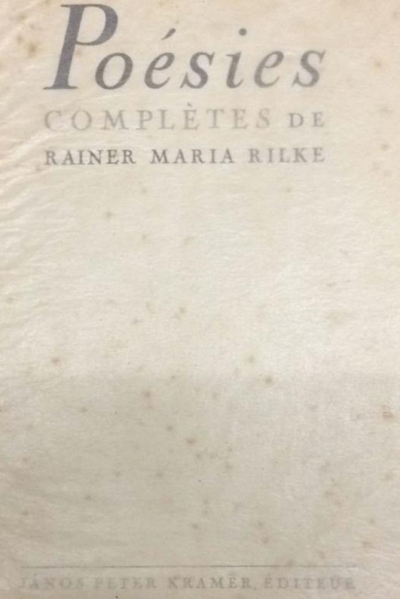 Poésies
COMPLÈTES DE
RAINER MARIA RILKE
JÁNOS PETER KRAMER, ÉDITEUR